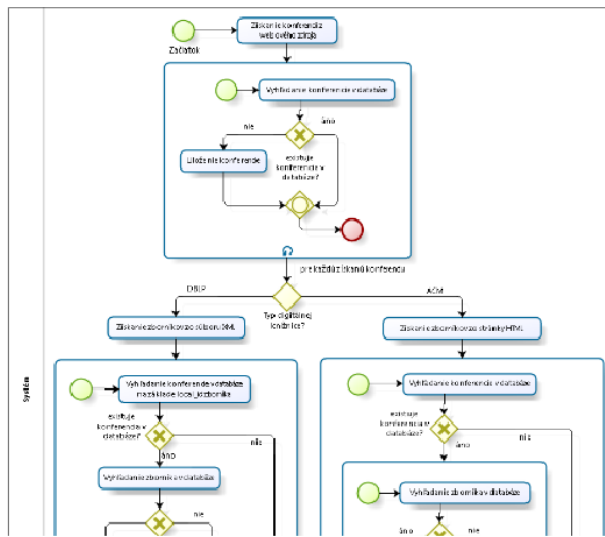 Získanie konferencií z
webového zdroja
Začiatok
Vyhľadanie konferencie v databáze
nie
áno
Uloženie konferencie
existuje
konferencia v
databáze?
pre každú získanú konferenciu
DBLP
ACM
Typ digitálnej
knižnice?
Získanie zborníkov zo súboru XML
Získanie zborníkov zo stránky HTML
Systém
Vyhľadanie konferencie v databáze
na základe local_id zborníka
Vyhľadanie konferencie v databáze
existuje
konferencia v
databáze?
nie
áno
existuje
konferencia v
databáze?
nie
áno
Vyhľadanie zborníka v databáze
Vyhľadanie zborníka v databáze
nie
áno
nie